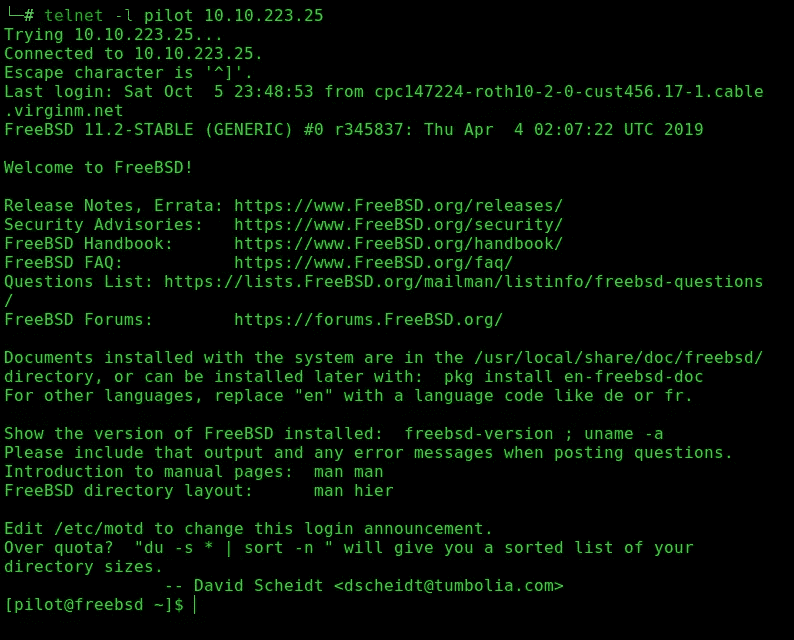 └─# telnet -l pilot 10.10.223.25
Trying 10.10.223.25...
Connected to 10.10.223.25.
Escape character is '^]'.
Last login: Sat Oct  5 23:48:53 from cpc147224-roth10-2-0-cust456.17-1.cable
.virginm.net
FreeBSD 11.2-STABLE (GENERIC) #0 r345837: Thu Apr  4 02:07:22 UTC 2019

Welcome to FreeBSD!

Release Notes, Errata: https://www.FreeBSD.org/releases/
Security Advisories:   https://www.FreeBSD.org/security/
FreeBSD Handbook:      https://www.FreeBSD.org/handbook/
FreeBSD FAQ:           https://www.FreeBSD.org/faq/
Questions List: https://lists.FreeBSD.org/mailman/listinfo/freebsd-questions
/
FreeBSD Forums:        https://forums.FreeBSD.org/

Documents installed with the system are in the /usr/local/share/doc/freebsd/
directory, or can be installed later with:  pkg install en-freebsd-doc
For other languages, replace "en" with a language code like de or fr.

Show the version of FreeBSD installed:  freebsd-version ; uname -a
Please include that output and any error messages when posting questions.
Introduction to manual pages:  man man
FreeBSD directory layout:      man hier

Edit /etc/motd to change this login announcement.
Over quota?  "du -s * | sort -n " will give you a sorted list of your
directory sizes.
                -- David Scheidt <dscheidt@tumbolia.com>
[pilot@freebsd ~]$